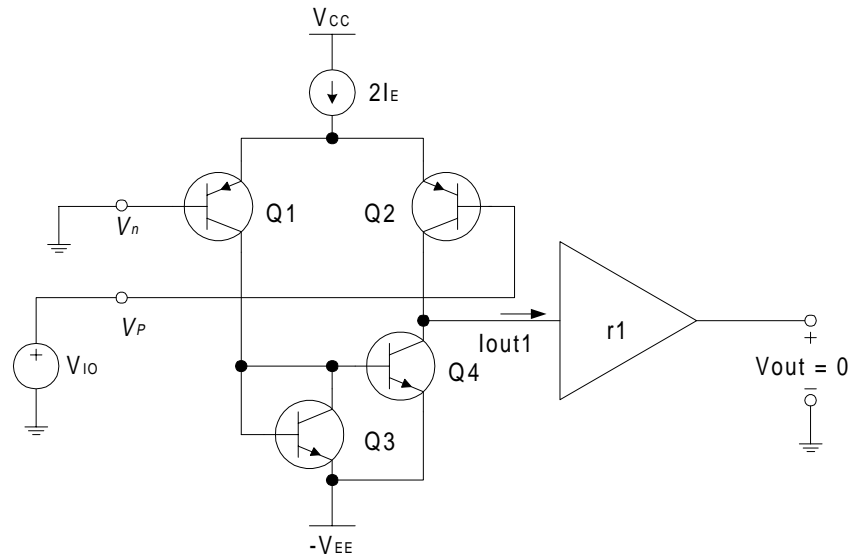 VCC
2IE
Q1
Q2
Vn
VP
VIO
Iout1
r1
Q4
Vout = 0
+
−
+
Q3
-VEE